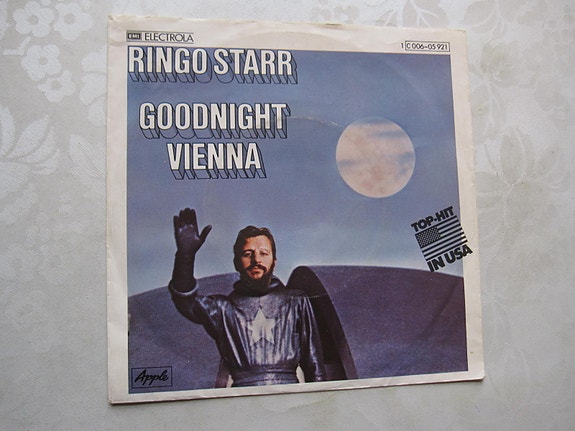 EMI ELECTROLA
1 C 006-05 921
RINGO STARR
GOODNIGHT
VIENNA
TOP-HIT
IN USA
Apple